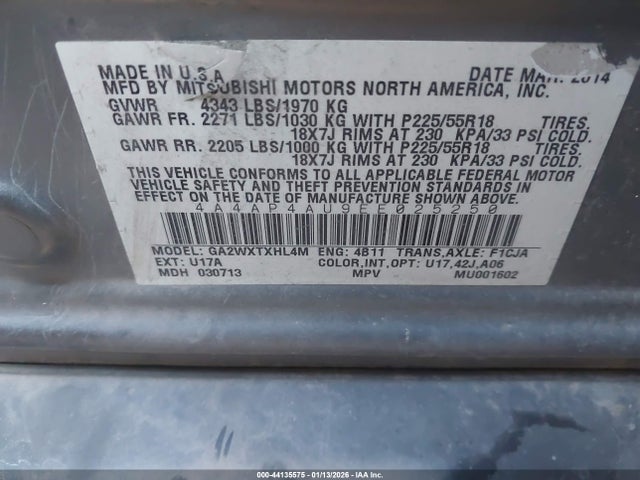 MADE IN U.S.A DATE MAR. 2014
MFD BY MITSUBISHI MOTORS NORTH AMERICA, INC.
GVWR 4343 LBS/1970 KG
GAWR FR. 2271 LBS/1030 KG WITH P225/55R18 TIRES.
18X7J RIMS AT 230 KPA/33 PSI COLD.
GAWR RR. 2205 LBS/1000 KG WITH P225/55R18 TIRES.
18X7J RIMS AT 230 KPA/33 PSI COLD.
THIS VEHICLE CONFORMS TO ALL APPLICABLE FEDERAL MOTOR
VEHICLE SAFETY AND THEFT PREVENTION STANDARDS IN
EFFECT ON THE DATE OF MANUFACTURE SHOWN ABOVE.
4A4AP4AU9EE025250
MODEL: GA2WXTXHL4M ENG: 4B11 TRANS,AXLE: F1CJA
EXT: U17A COLOR,INT,OPT: U17,42J,A06
MDH 030713 MPV MU001602
000-44135575 - 01/13/2026 - IAA Corp.